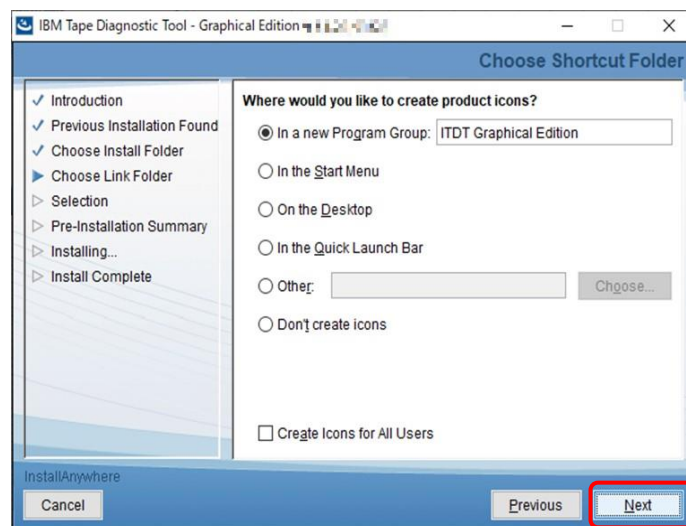 IBM Tape Diagnostic Tool - Graphical Edition
Choose Shortcut Folder
Introduction
Previous Installation Found
Choose Install Folder
Choose Link Folder
Selection
Pre-Installation Summary
Installing...
Install Complete
Where would you like to create product icons?
In a new Program Group: ITDT Graphical Edition
In the Start Menu
On the Desktop
In the Quick Launch Bar
Other: Choose...
Don't create icons
Create Icons for All Users
InstallAnywhere
Cancel Previous Next